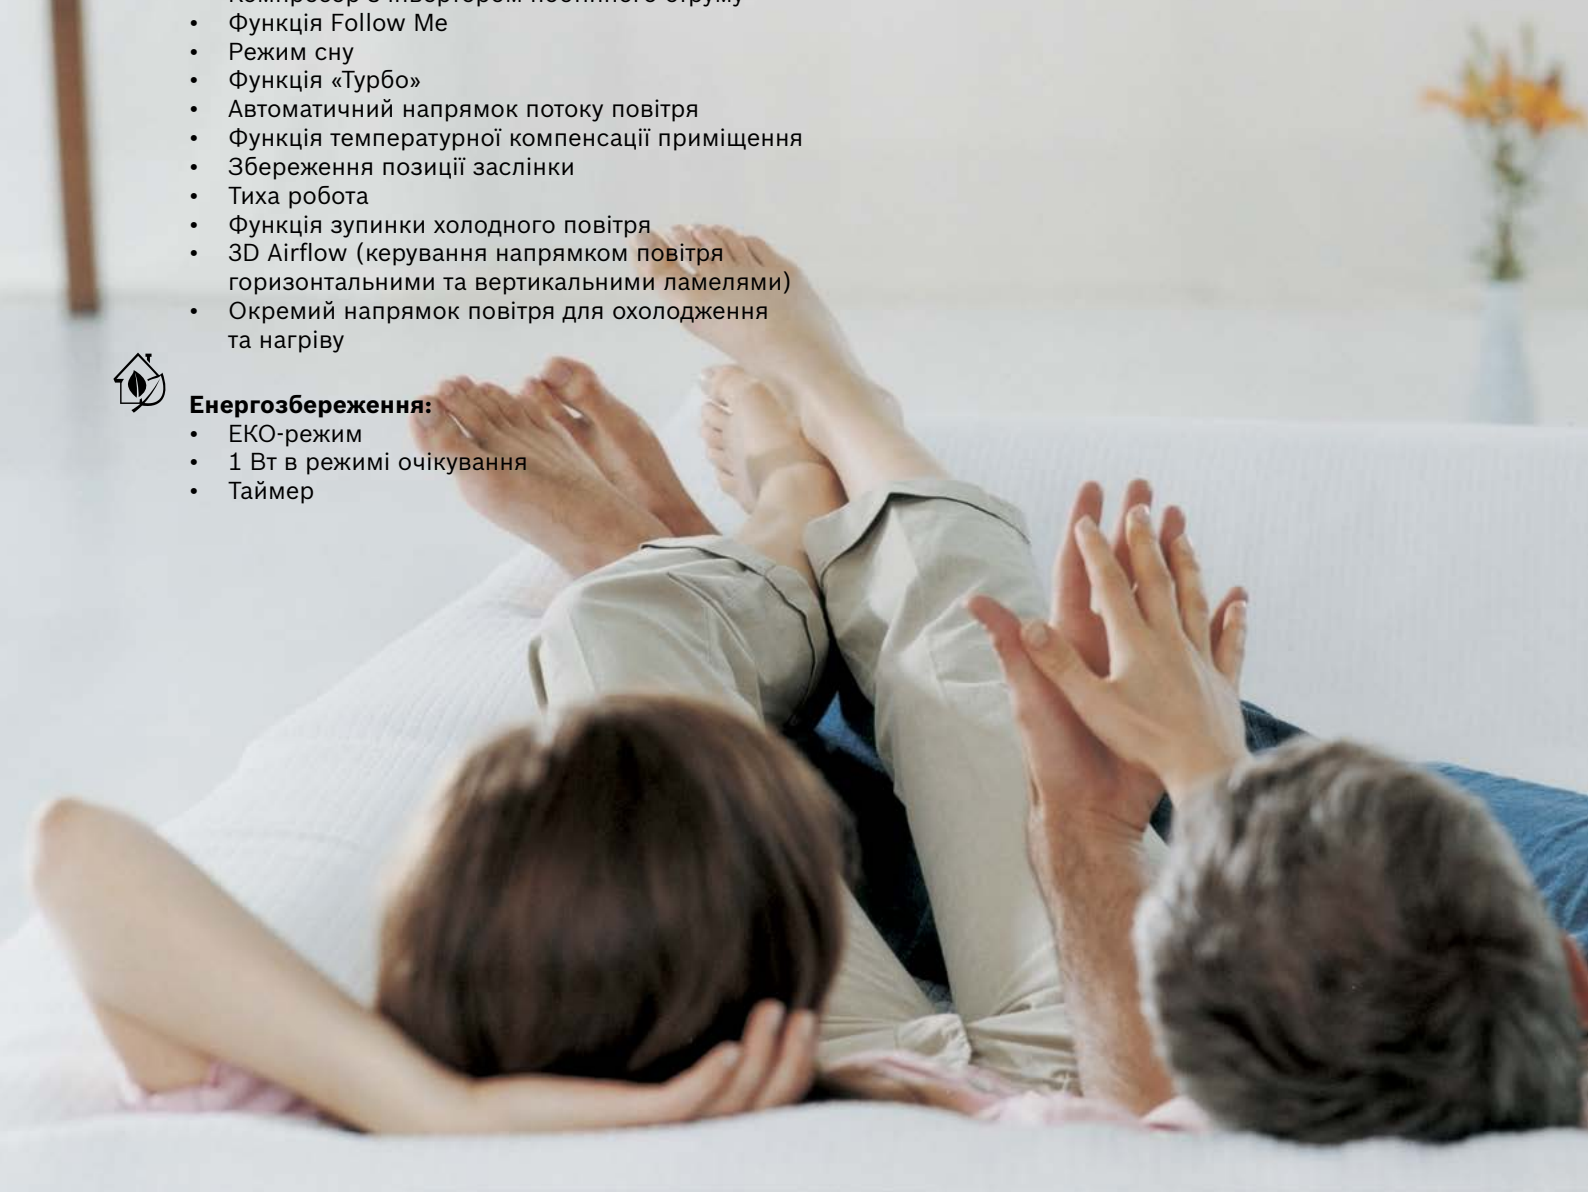 • Функція Follow Me
• Режим сну
• Функція «Турбо»
• Автоматичний напрямок потоку повітря
• Функція температурної компенсації приміщення
• Збереження позиції заслінки
• Тиха робота
• Функція зупинки холодного повітря
• 3D Airflow (керування напрямком повітря
горизонтальними та вертикальними ламелями)
• Окремий напрямок повітря для охолодження
та нагріву
Енергозбереження:
• ЕКО-режим
• 1 Вт в режимі очікування
• Таймер